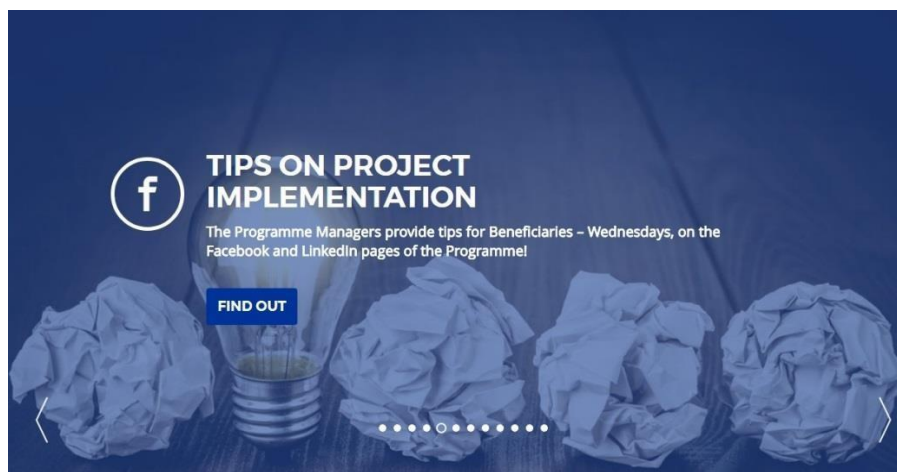 f
TIPS ON PROJECT
IMPLEMENTATION
The Programme Managers provide tips for Beneficiaries – Wednesdays, on the
Facebook and LinkedIn pages of the Programme!
FIND OUT